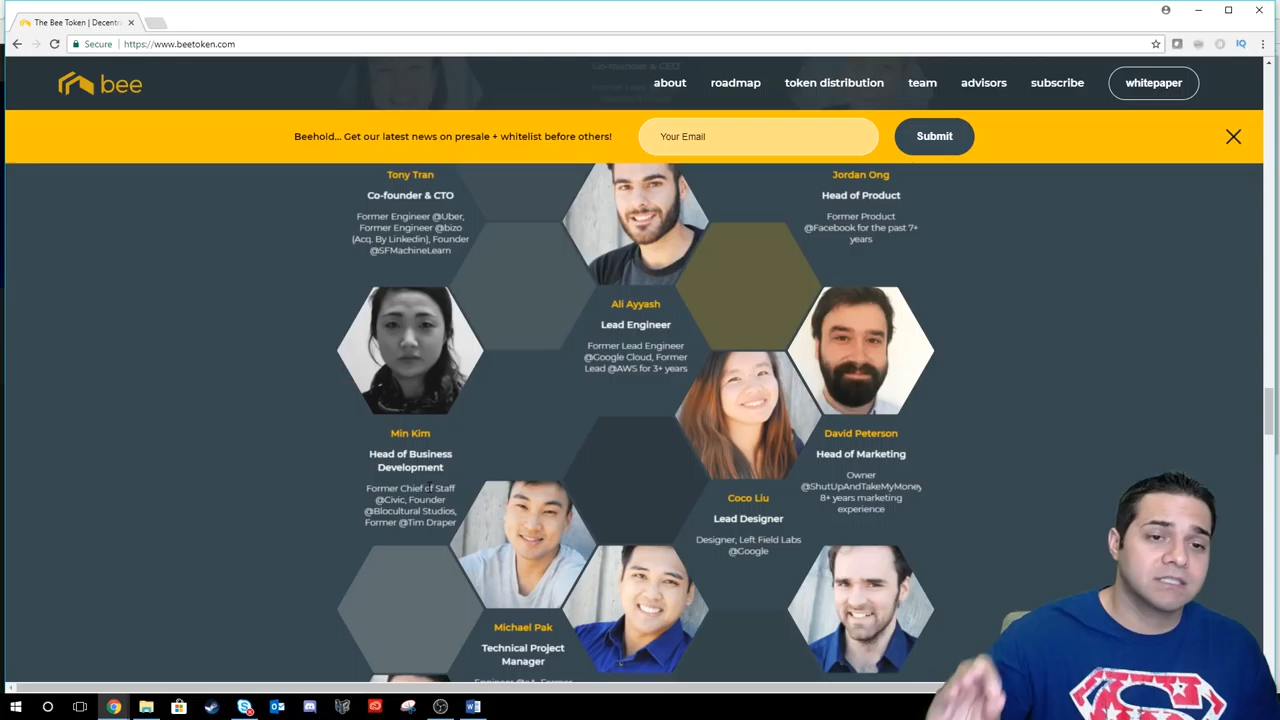 The Bee Token | Decentr
Secure
https://www.beetoken.com
bee
about
roadmap
token distribution
team
advisors
subscribe
whitepaper
Co-founder & CEO
Beehold... Get our latest news on presale + whitelist before others!
Your Email
Submit
Tony Tran
Co-founder & CTO
Former Engineer @Uber,
Former Engineer @bizo
(Acq. By Linkedin), Founder
@SFMachineLearn
Jordan Ong
Head of Product
Former Product
@Facebook for the past 7+
years
Ali Ayyash
Lead Engineer
Former Lead Engineer
@Google Cloud, Former
Lead @AWS for 3+ years
Min Kim
Head of Business
Development
Former Chief of Staff
@Civic, Founder
@Blocultural Studios,
Former @Tim Draper
David Peterson
Head of Marketing
Owner
@ShutUpAndTakeMyMoney
8+ years marketing
experience
Coco Liu
Lead Designer
Designer, Left Field Labs
@Google
Michael Pak
Technical Project
Manager